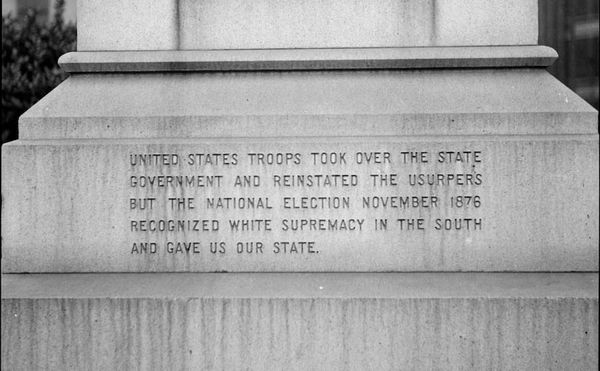 UNITED STATES TROOPS TOOK OVER THE STATE
GOVERNMENT AND REINSTATED THE USURPERS
BUT THE NATIONAL ELECTION NOVEMBER 1876
RECOGNIZED WHITE SUPREMACY IN THE SOUTH
AND GAVE US OUR STATE.